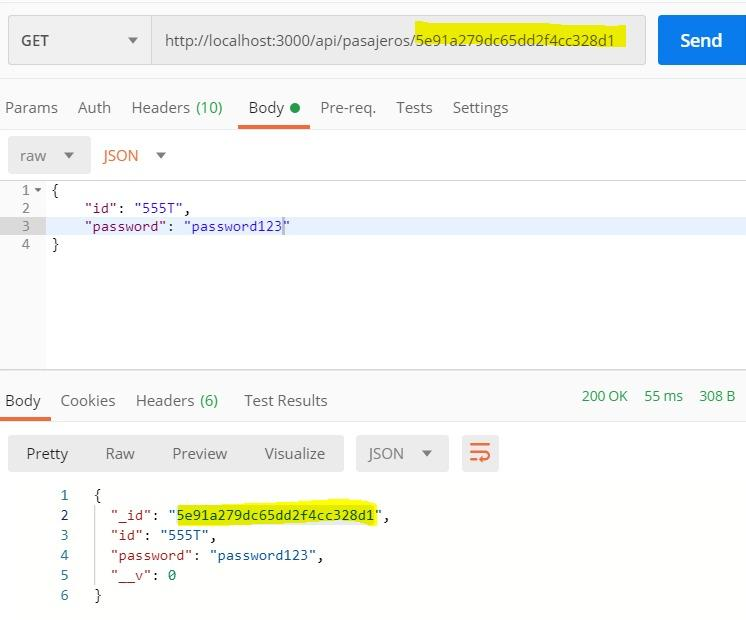 GET http://localhost:3000/api/pasajeros/5e91a279dc65dd2f4cc328d1 Send
Params Auth Headers (10) Body Pre-req. Tests Settings
raw JSON
1 {
2 "id": "555T",
3 "password": "password123"
4 }
Body Cookies Headers (6) Test Results 200 OK 55 ms 308 B
Pretty Raw Preview Visualize JSON
1 {
2 "_id": "5e91a279dc65dd2f4cc328d1",
3 "id": "555T",
4 "password": "password123",
5 "__v": 0
6 }